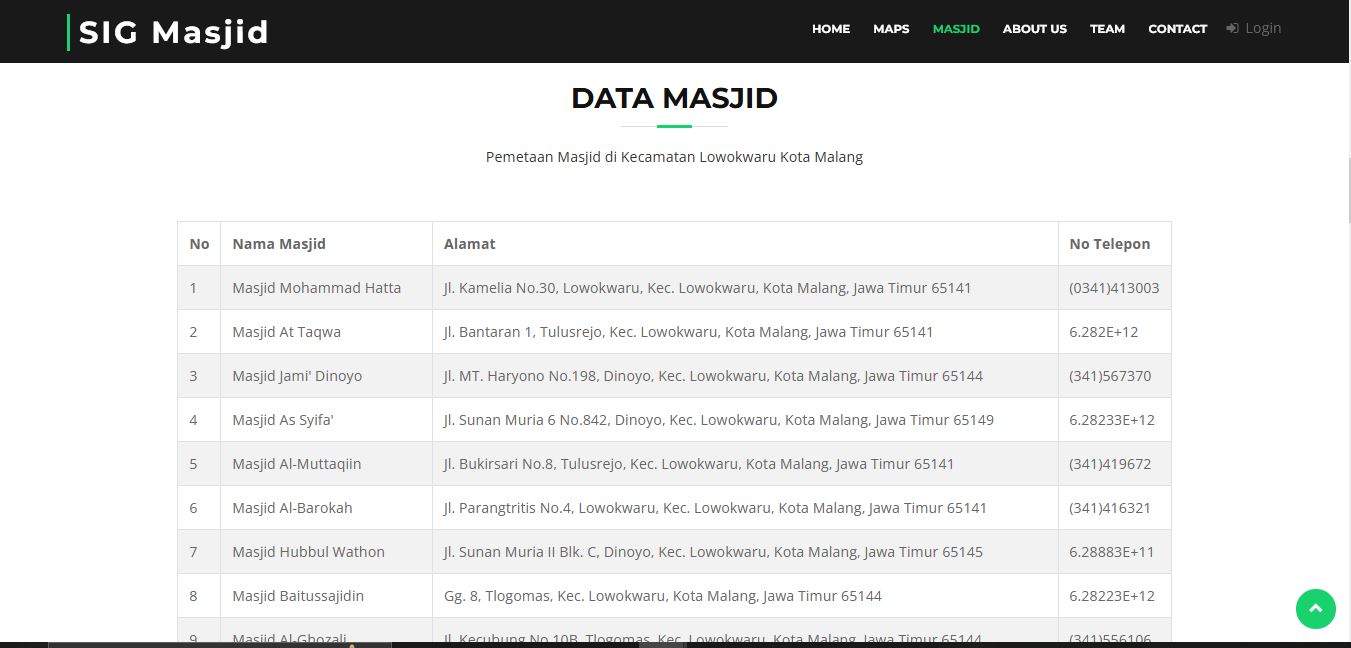 SIG Masjid
HOME MAPS MASJID ABOUT US TEAM CONTACT Login
DATA MASJID
Pemetaan Masjid di Kecamatan Lowokwaru Kota Malang
No Nama Masjid Alamat No Telepon
1 Masjid Mohammad Hatta Jl. Kamelia No.30, Lowokwaru, Kec. Lowokwaru, Kota Malang, Jawa Timur 65141 (0341)413003
2 Masjid At Taqwa Jl. Bantaran 1, Tulusrejo, Kec. Lowokwaru, Kota Malang, Jawa Timur 65141 6.282E+12
3 Masjid Jami' Dinoyo Jl. MT. Haryono No.198, Dinoyo, Kec. Lowokwaru, Kota Malang, Jawa Timur 65144 (341)567370
4 Masjid As Syifa' Jl. Sunan Muria 6 No.842, Dinoyo, Kec. Lowokwaru, Kota Malang, Jawa Timur 65149 6.28233E+12
5 Masjid Al-Muttaqiin Jl. Bukirsari No.8, Tulusrejo, Kec. Lowokwaru, Kota Malang, Jawa Timur 65141 (341)419672
6 Masjid Al-Barokah Jl. Parangtritis No.4, Lowokwaru, Kec. Lowokwaru, Kota Malang, Jawa Timur 65141 (341)416321
7 Masjid Hubbul Wathon Jl. Sunan Muria II Blk. C, Dinoyo, Kec. Lowokwaru, Kota Malang, Jawa Timur 65145 6.28883E+11
8 Masjid Baitussajidin Gg. 8, Tlogomas, Kec. Lowokwaru, Kota Malang, Jawa Timur 65144 6.28223E+12
9 Masjid Al-Ghozali Jl. Kecubung No.10B, Tlogomas, Kec. Lowokwaru, Kota Malang, Jawa Timur 65144 (341)556106